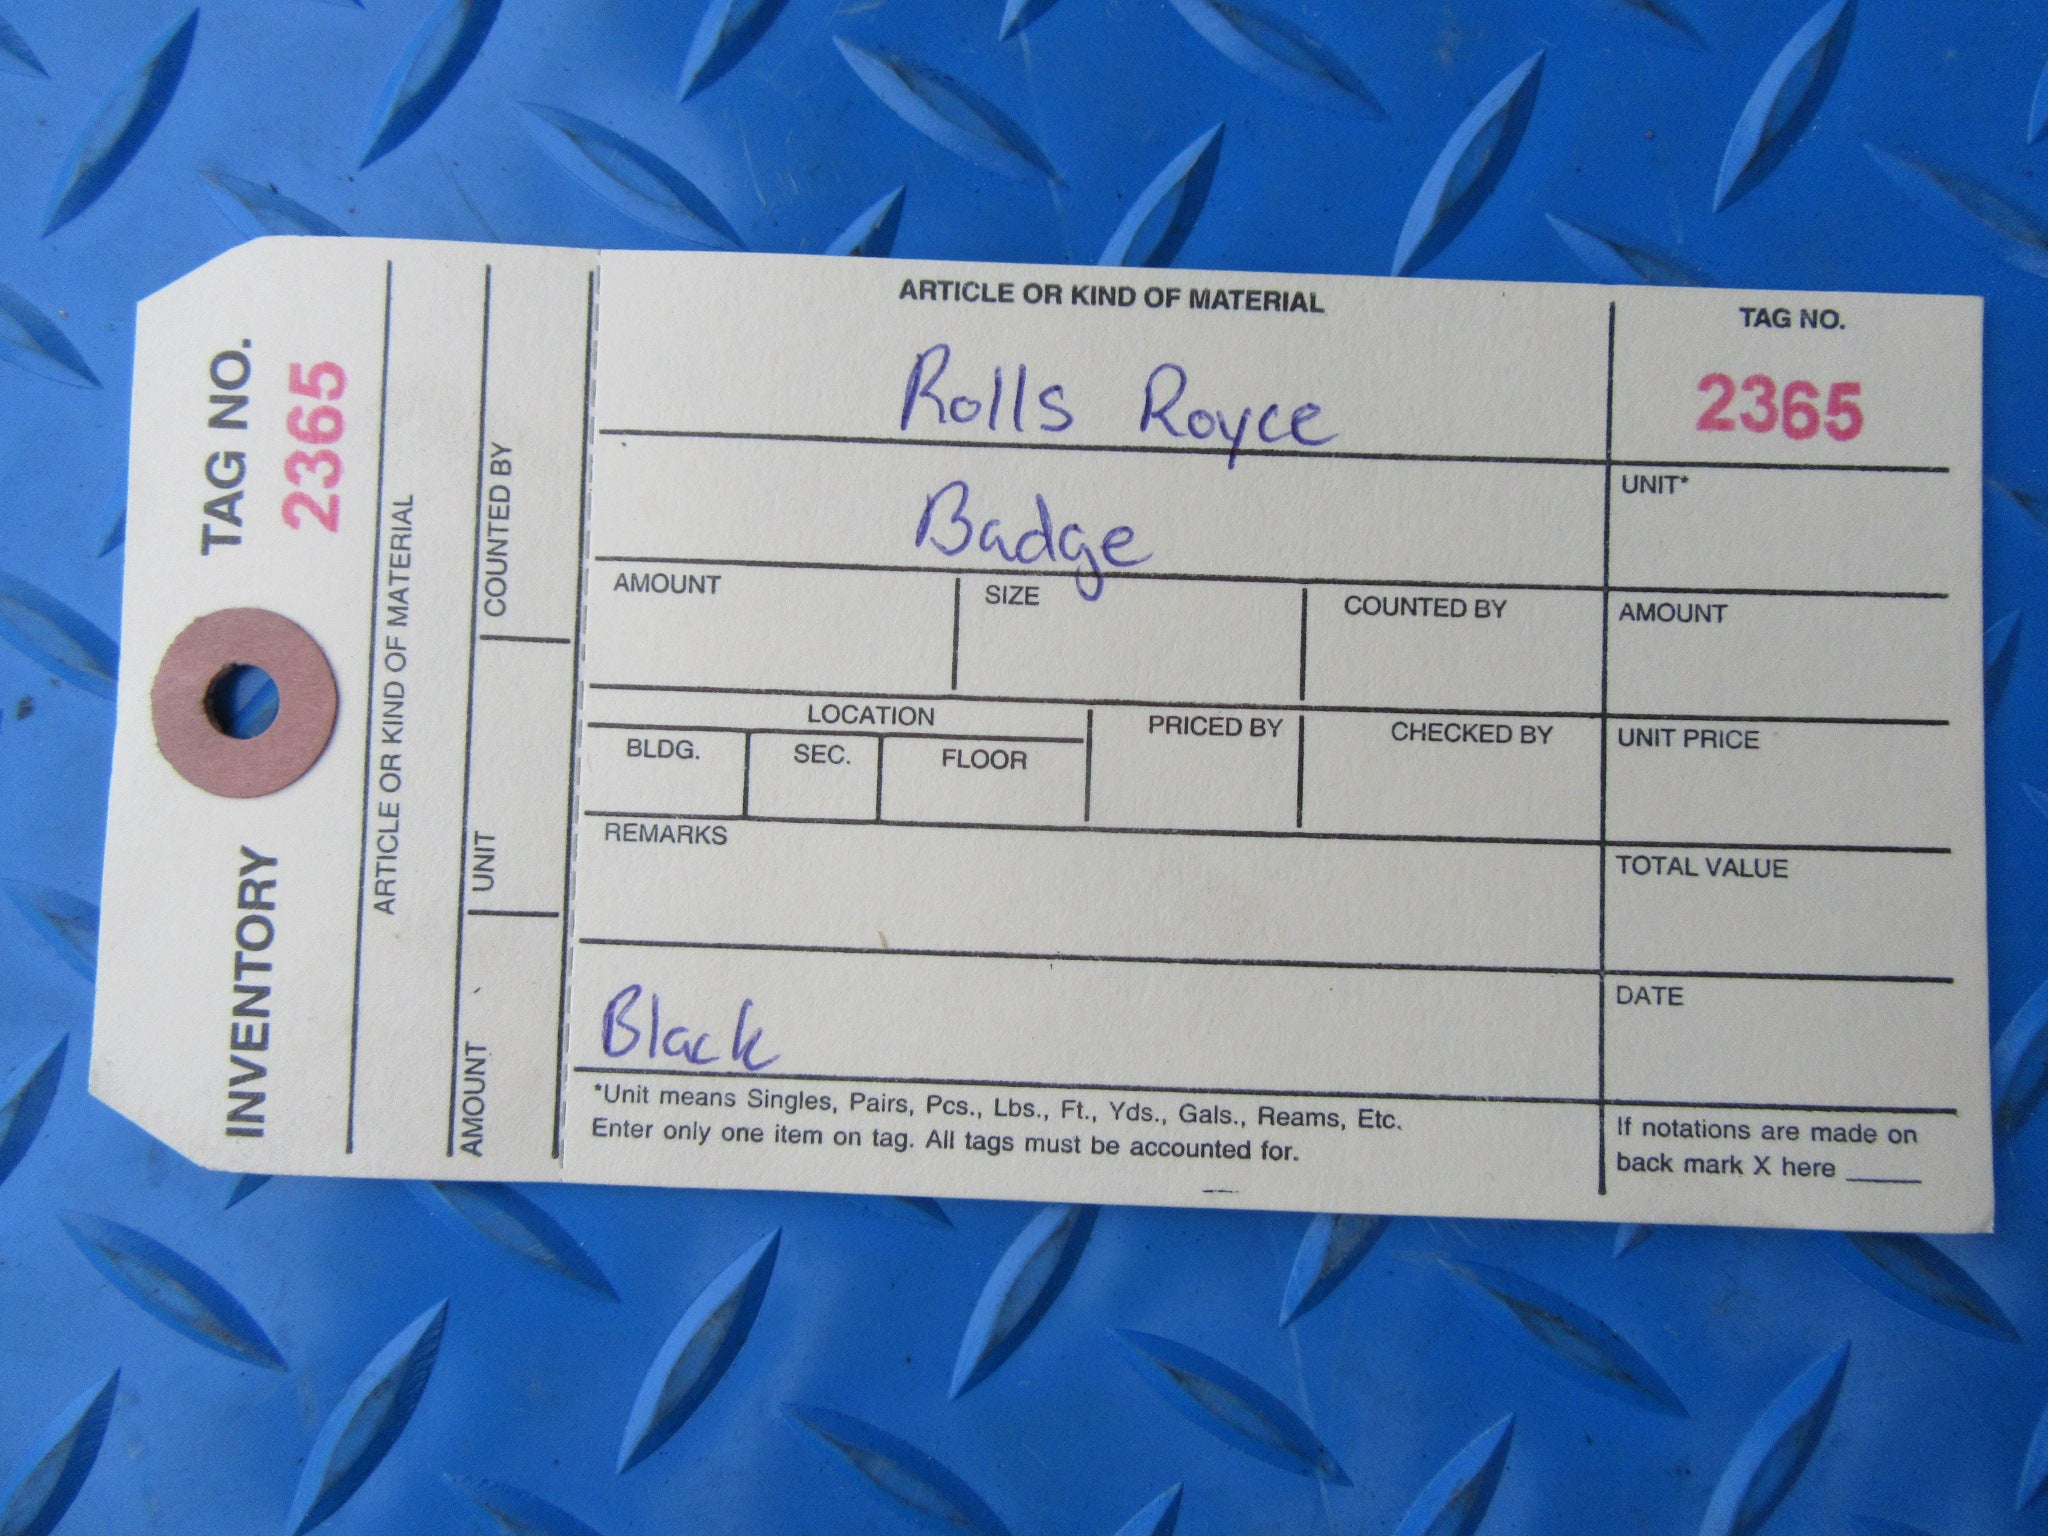 INVENTORY TAG NO.
2365
ARTICLE OR KIND OF MATERIAL
AMOUNT UNIT COUNTED BY
ARTICLE OR KIND OF MATERIAL
Rolls Royce
Badge
TAG NO.
2365
UNIT*
AMOUNT SIZE COUNTED BY AMOUNT
LOCATION PRICED BY CHECKED BY UNIT PRICE
BLDG. SEC. FLOOR
REMARKS TOTAL VALUE
DATE
Black
*Unit means Singles, Pairs, Pcs., Lbs., Ft., Yds., Gals., Reams, Etc.
Enter only one item on tag. All tags must be accounted for.
If notations are made on
back mark X here